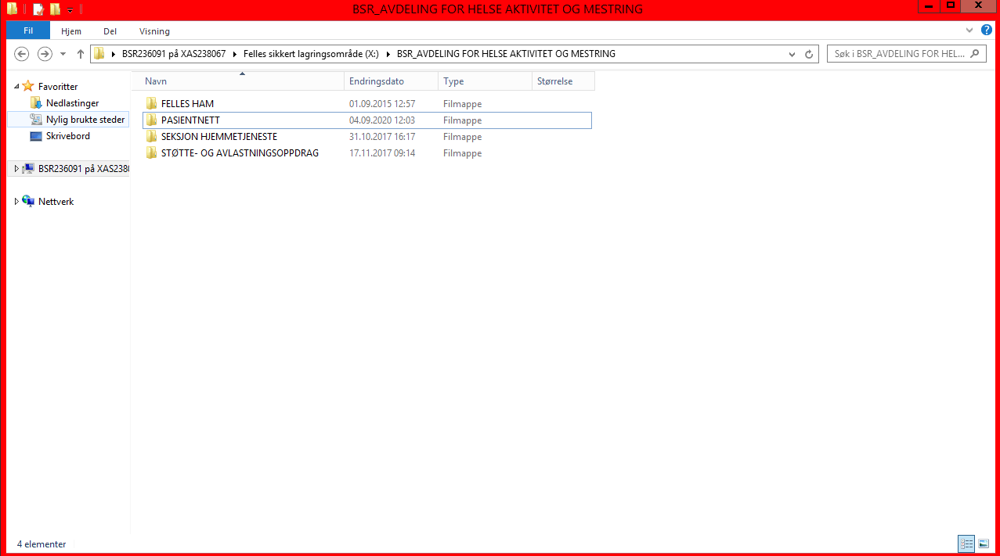 BSR_AVDELING FOR HELSE AKTIVITET OG MESTRING
Fil Hjem Del Visning
BSR236091 på XAS238067 Felles sikkert lagringsområde (X:) BSR_AVDELING FOR HELSE AKTIVITET OG MESTRING Søk i BSR_AVDELING FOR HEL...
Favoritter
Nedlastinger
Nylig brukte steder
Skrivebord
BSR236091 på XAS2380
Nettverk
Navn Endringsdato Type Størrelse
FELLES HAM 01.09.2015 12:57 Filmappe
PASIENTNETT 04.09.2020 12:03 Filmappe
SEKSJON HJEMMETJENESTE 31.10.2017 16:17 Filmappe
STØTTE- OG AVLASTNINGSOPPDRAG 17.11.2017 09:14 Filmappe
4 elementer